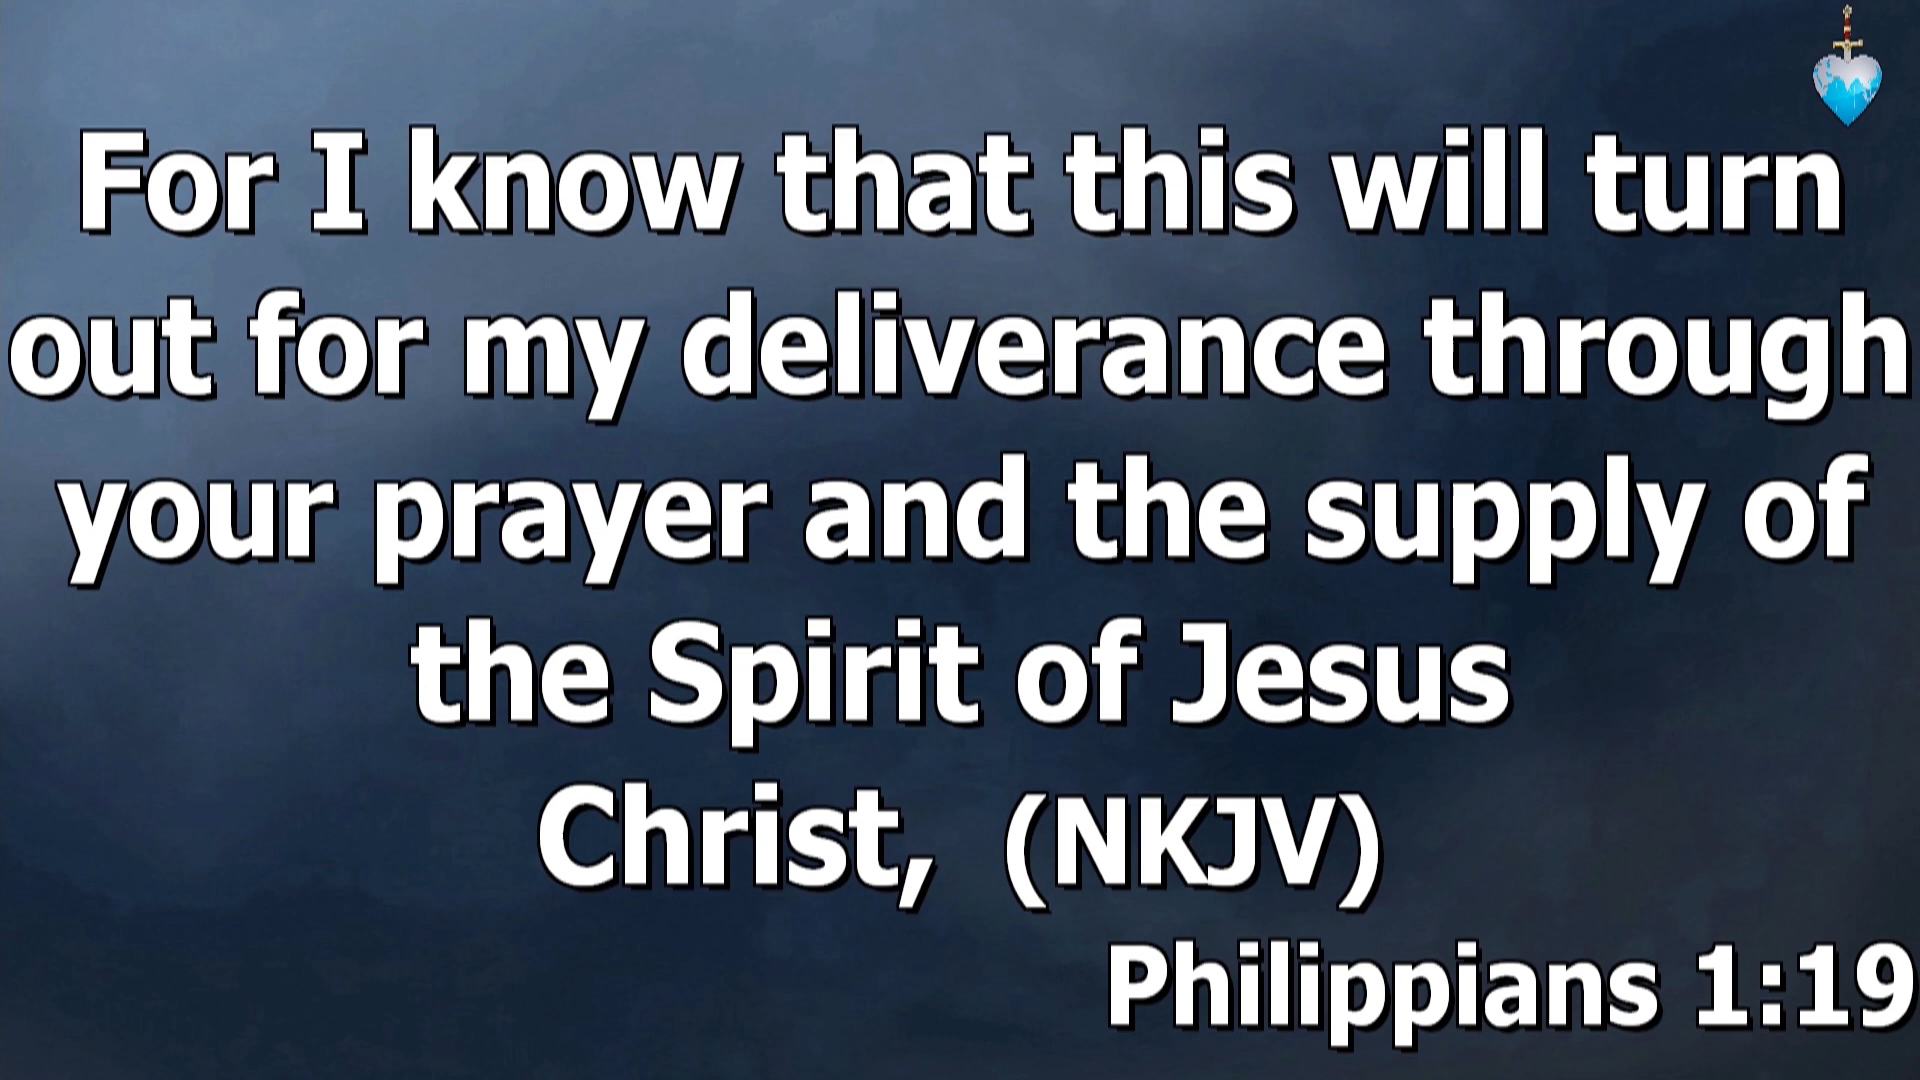 For I know that this will turn
out for my deliverance through
your prayer and the supply of
the Spirit of Jesus
Christ, (NKJV)
Philippians 1:19